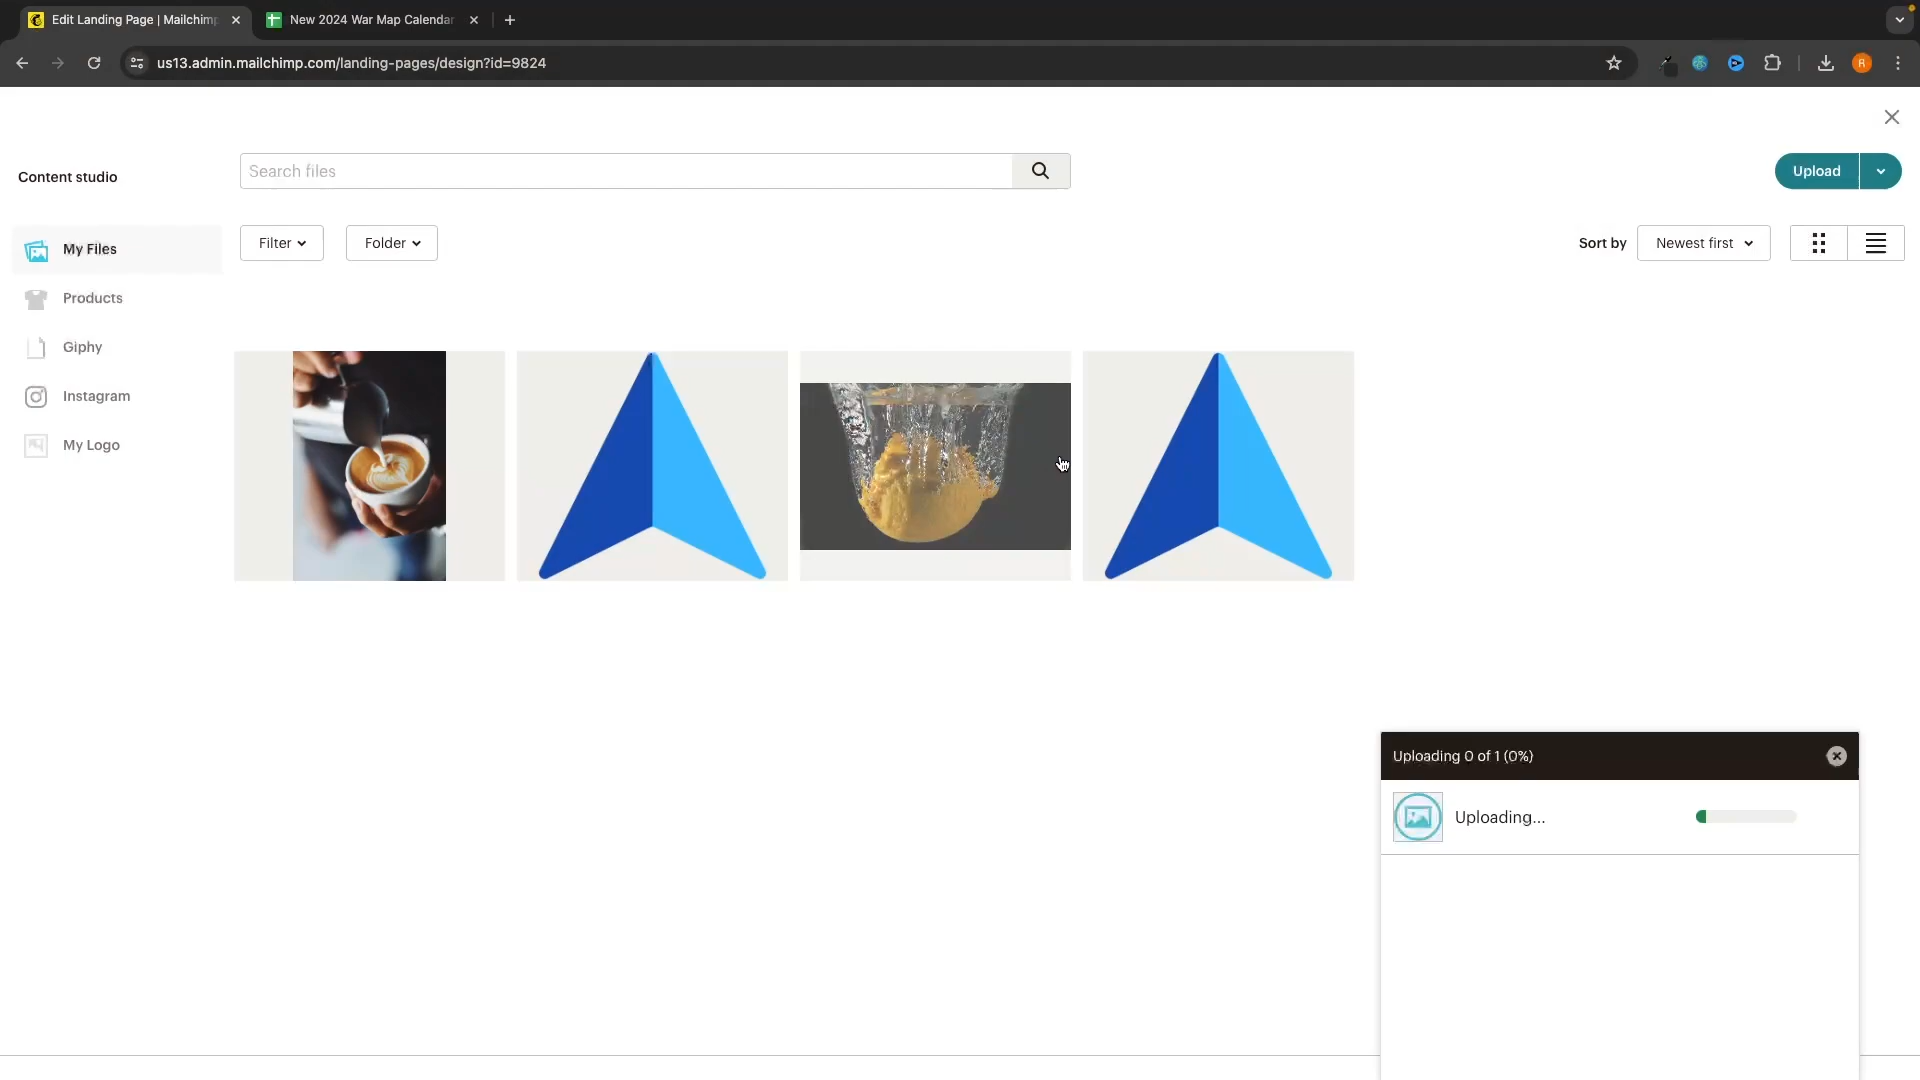 Edit Landing Page | Mailchimp
New 2024 War Map Calendar
us13.admin.mailchimp.com/landing-pages/design?id=9824
R
Content studio
Search files
Upload
My Files
Filter
Folder
Sort by
Newest first
Products
Giphy
Instagram
My Logo
Uploading 0 of 1 (0%)
Uploading...